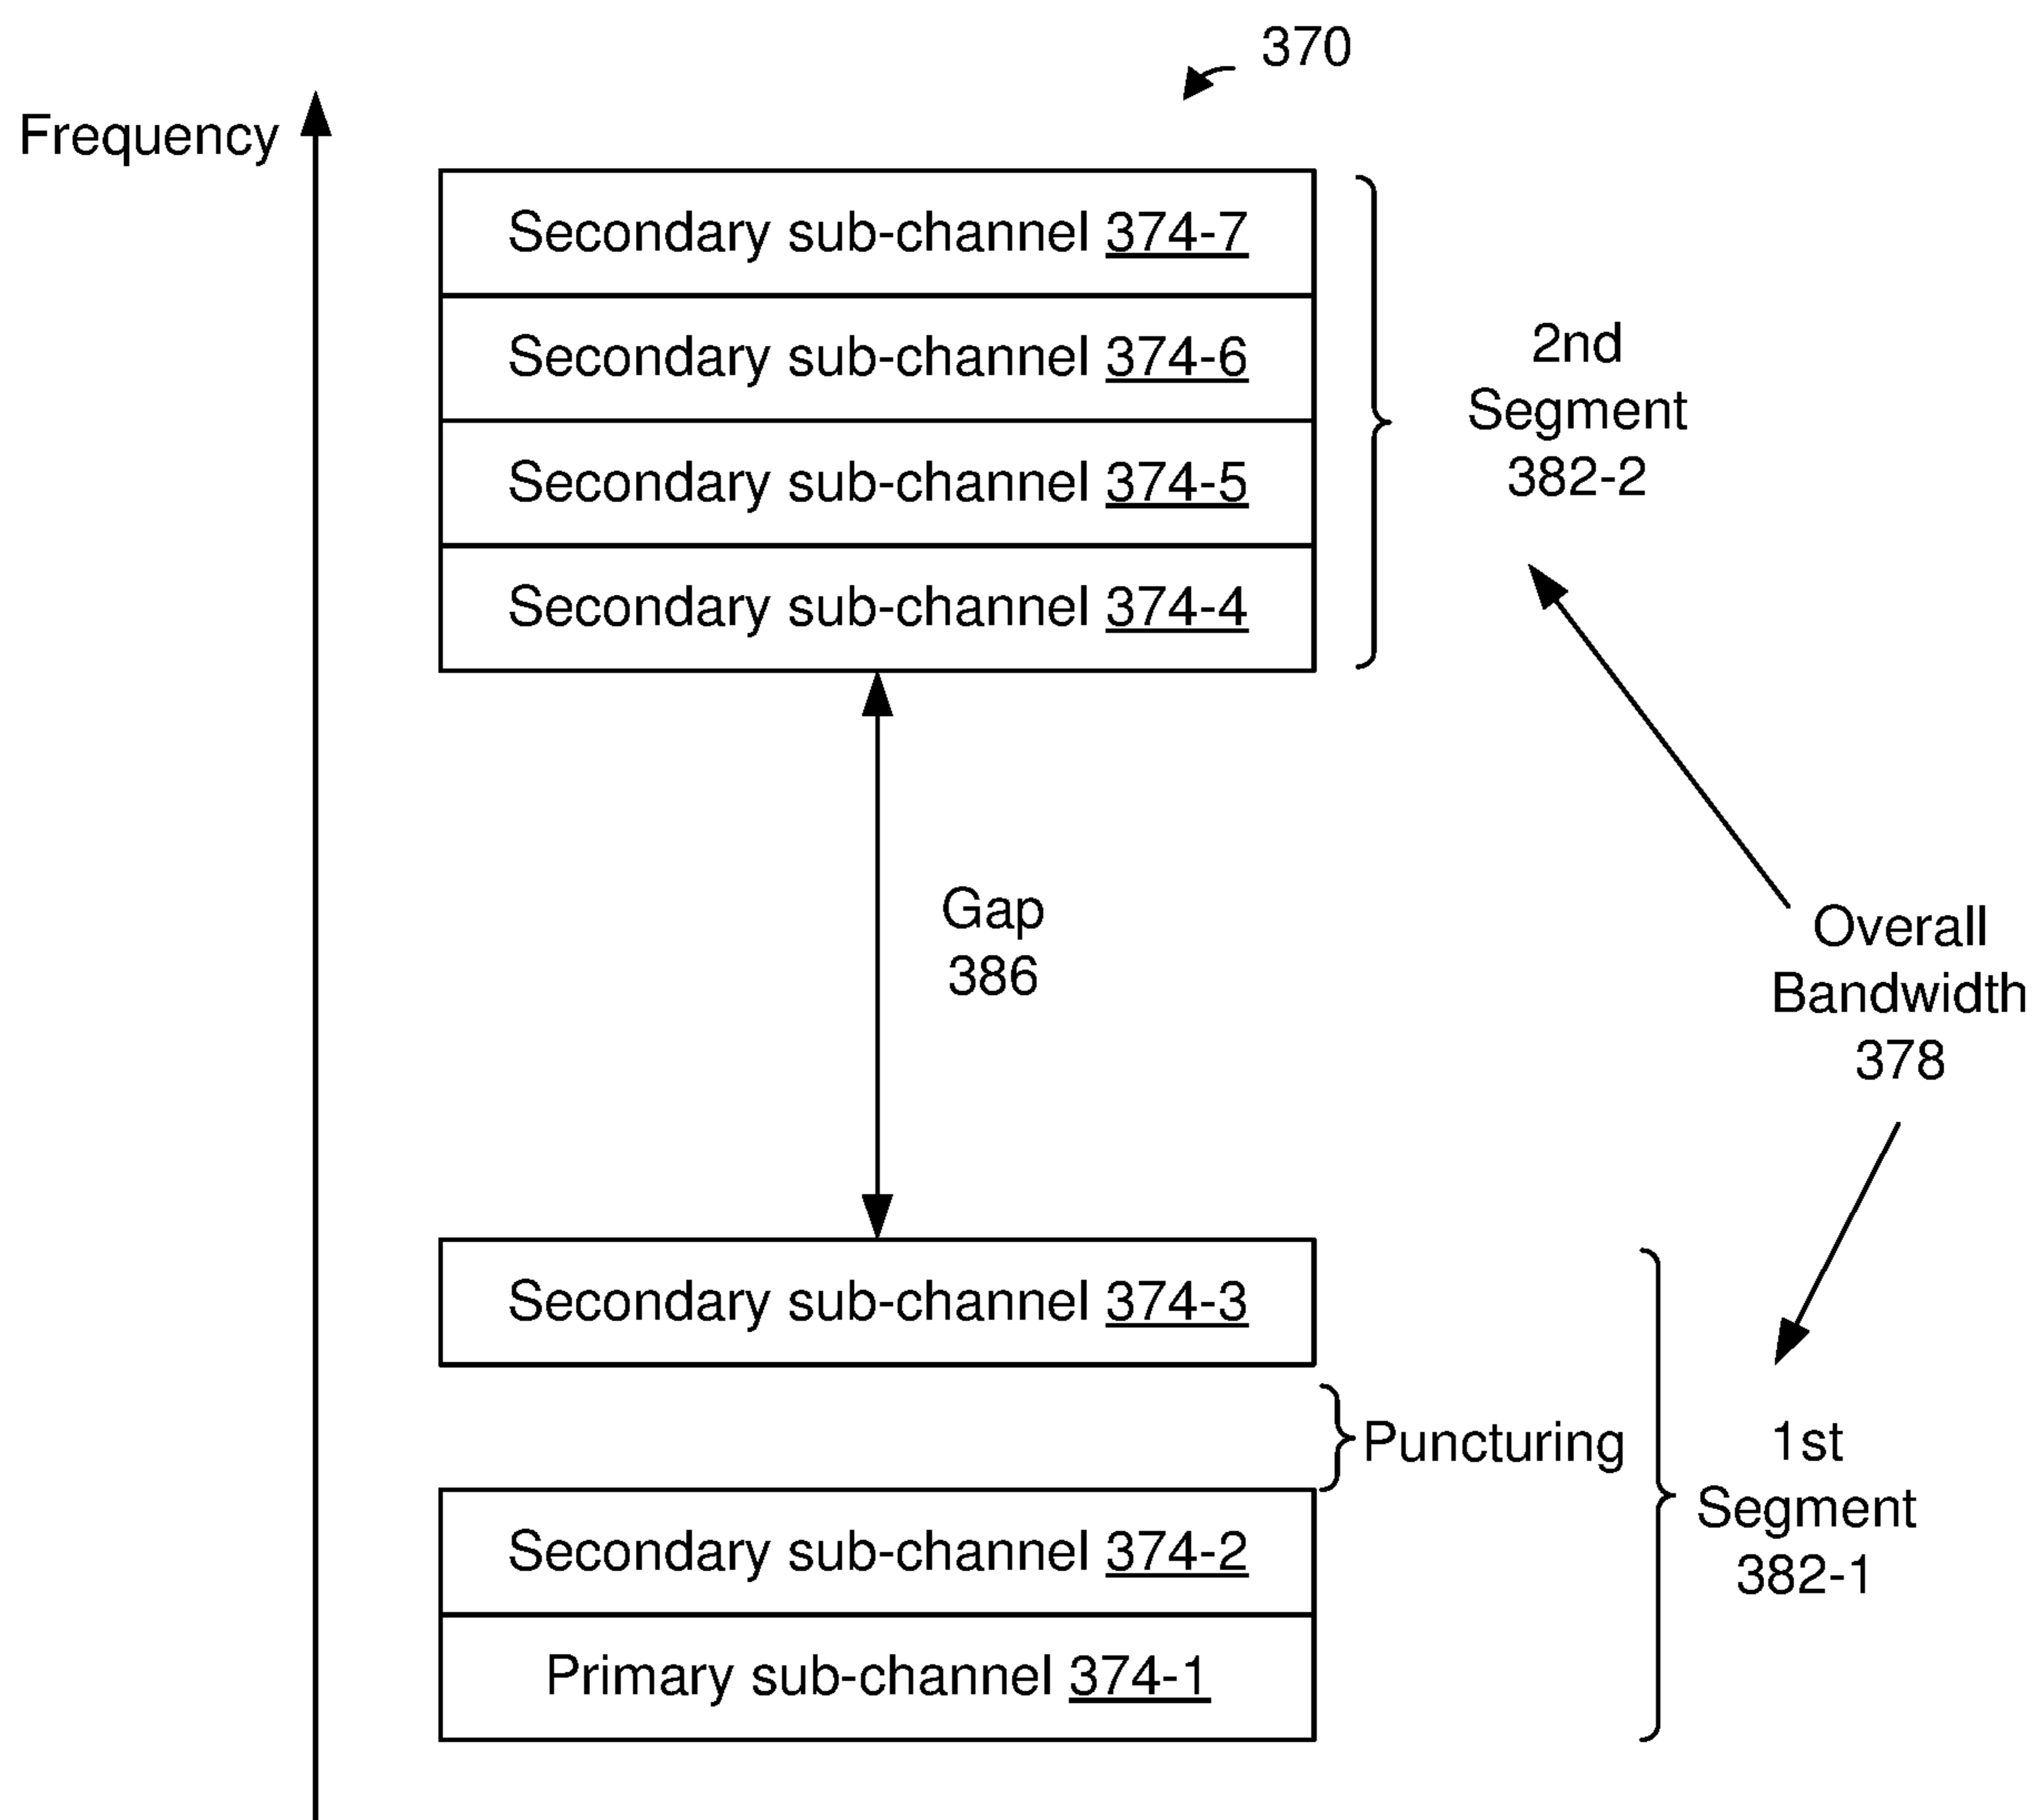 370
Frequency
Secondary sub-channel 374-7
Secondary sub-channel 374-6
Secondary sub-channel 374-5
Secondary sub-channel 374-4
2nd
Segment
382-2
Gap
386
Overall
Bandwidth
378
Secondary sub-channel 374-3
Puncturing
Secondary sub-channel 374-2
Primary sub-channel 374-1
1st
Segment
382-1